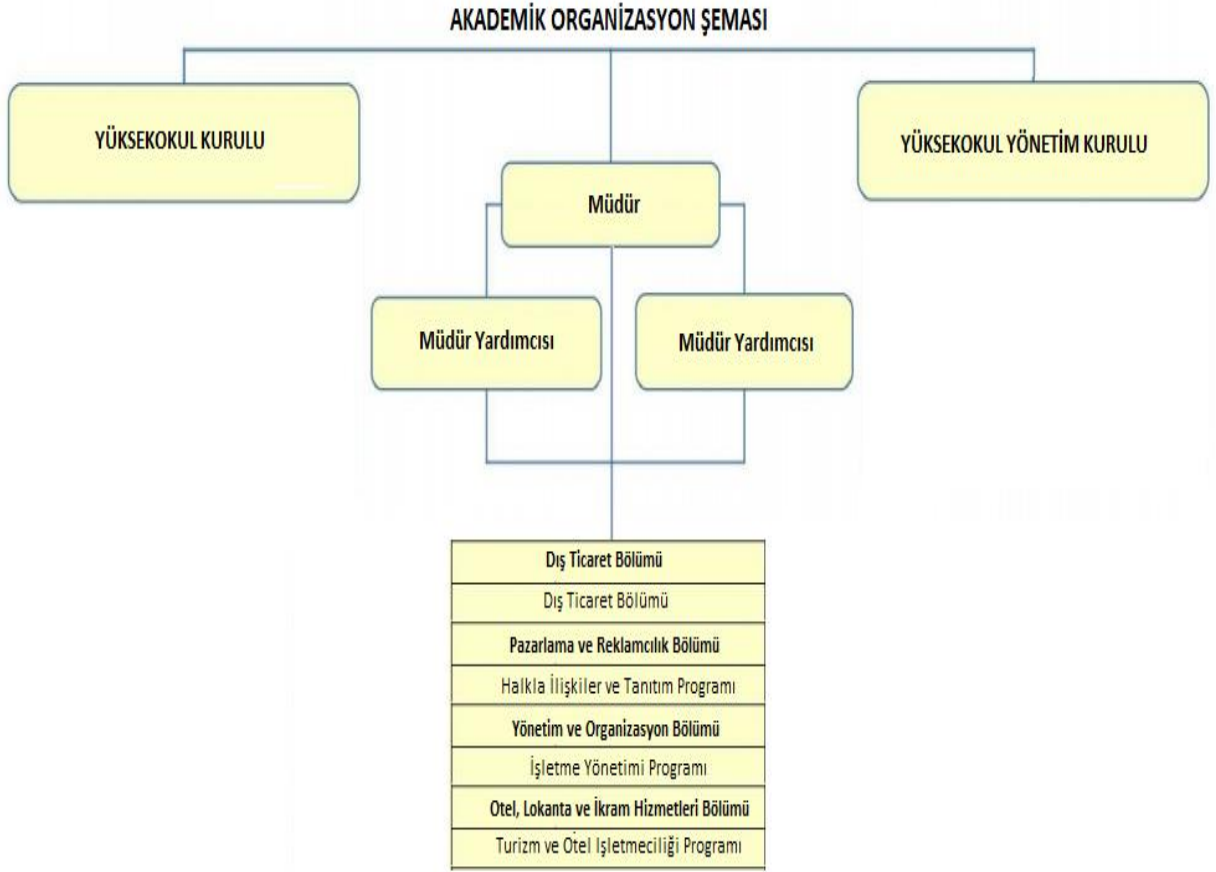 AKADEMİK ORGANİZASYON ŞEMASI
YÜKSEKOKUL KURULU
YÜKSEKOKUL YÖNETİM KURULU
Müdür
Müdür Yardımcısı
Müdür Yardımcısı
Dış Ticaret Bölümü
Dış Ticaret Bölümü
Pazarlama ve Reklamcılık Bölümü
Halkla İlişkiler ve Tanıtım Programı
Yönetim ve Organizasyon Bölümü
İşletme Yönetimi Programı
Otel, Lokanta ve İkram Hizmetleri Bölümü
Turizm ve Otel Işletmeciliği Programı